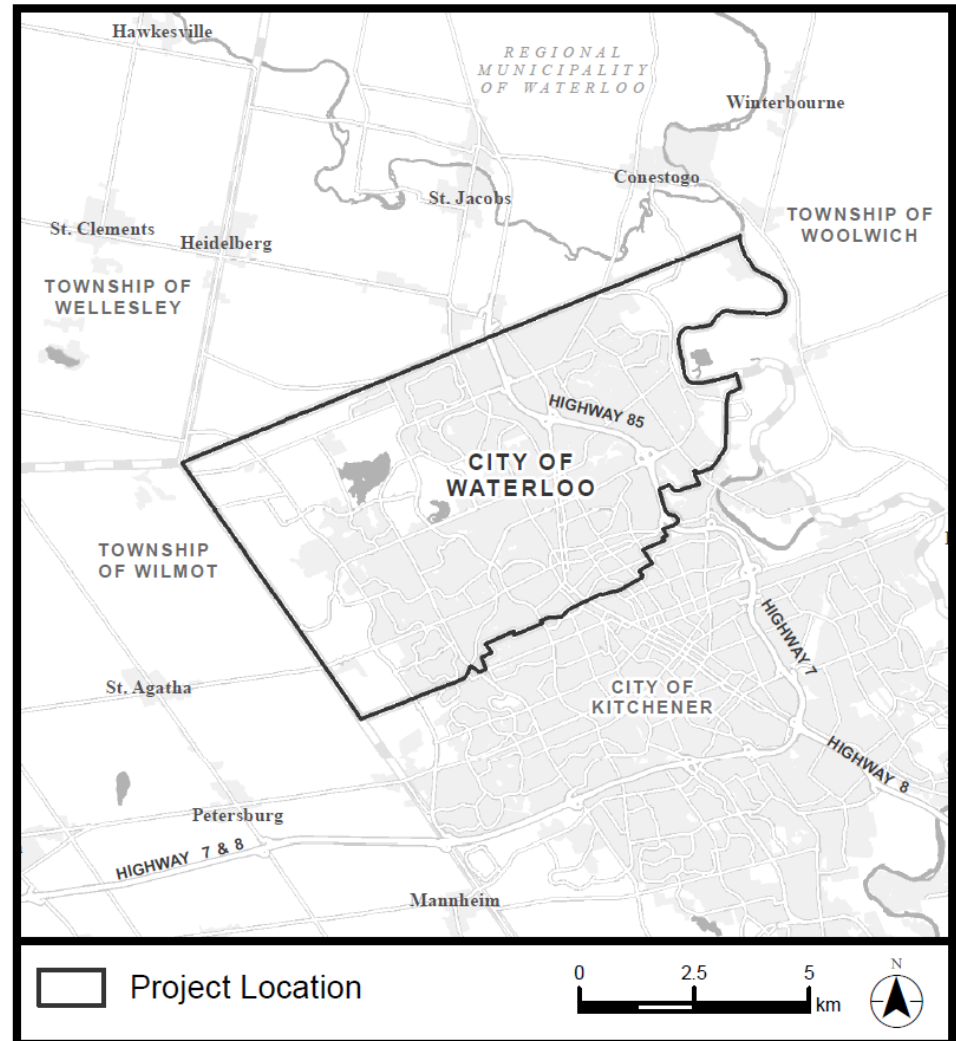 Hawkesville
REGIONAL
MUNICIPALITY
OF WATERLOO
Winterbourne
Conestogo
St. Jacobs
TOWNSHIP OF
WOOLWICH
St. Clements
Heidelberg
TOWNSHIP OF
WELLESLEY
HIGHWAY 85
CITY OF
WATERLOO
TOWNSHIP
OF WILMOT
HIGHWAY 7
St. Agatha
CITY OF
KITCHENER
HIGHWAY 8
Petersburg
HIGHWAY 7 & 8
Mannheim
Project Location
0 2.5 5
km
N